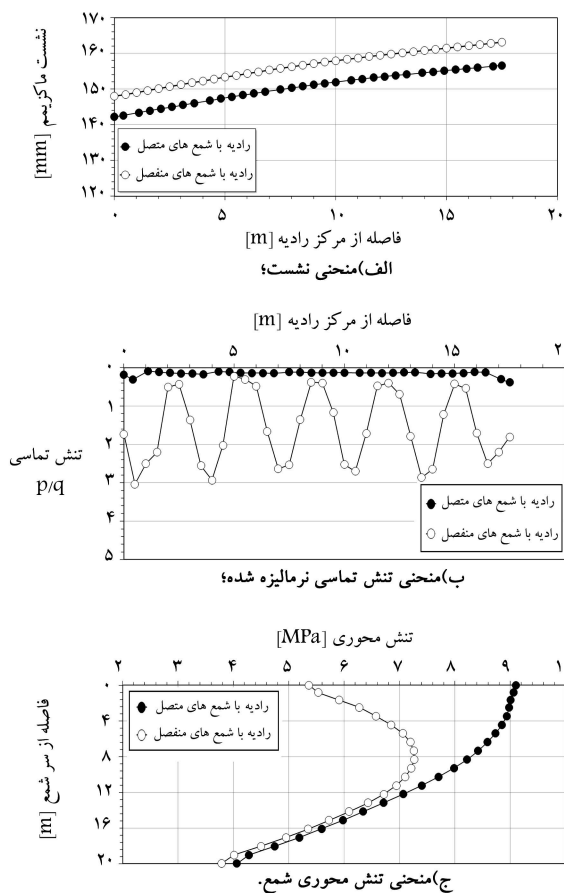 ۱۷۰
۱۶۰
۱۵۰
۱۴۰
۱۳۰
۱۲۰
نشست ماکزیمم [mm]
رادیه با شمع های متصل
رادیه با شمع های منفصل
۰ ۵ ۱۰ ۱۵ ۲۰
فاصله از مرکز رادیه [m]
الف)منحنی نشست؛
فاصله از مرکز رادیه [m]
۰ ۵ ۱۰ ۱۵ ۲
۰
۱
۲
۳
۴
۵
تنش تماسی
p/q
رادیه با شمع های متصل
رادیه با شمع های منفصل
ب)منحنی تنش تماسی نرمالیزه شده؛
تنش محوری [MPa]
۲ ۳ ۴ ۵ ۶ ۷ ۸ ۹ ۱
۰
۴
۸
۱۲
۱۶
۲۰
فاصله از سر شمع [m]
رادیه با شمع های متصل
رادیه با شمع های منفصل
ج)منحنی تنش محوری شمع.